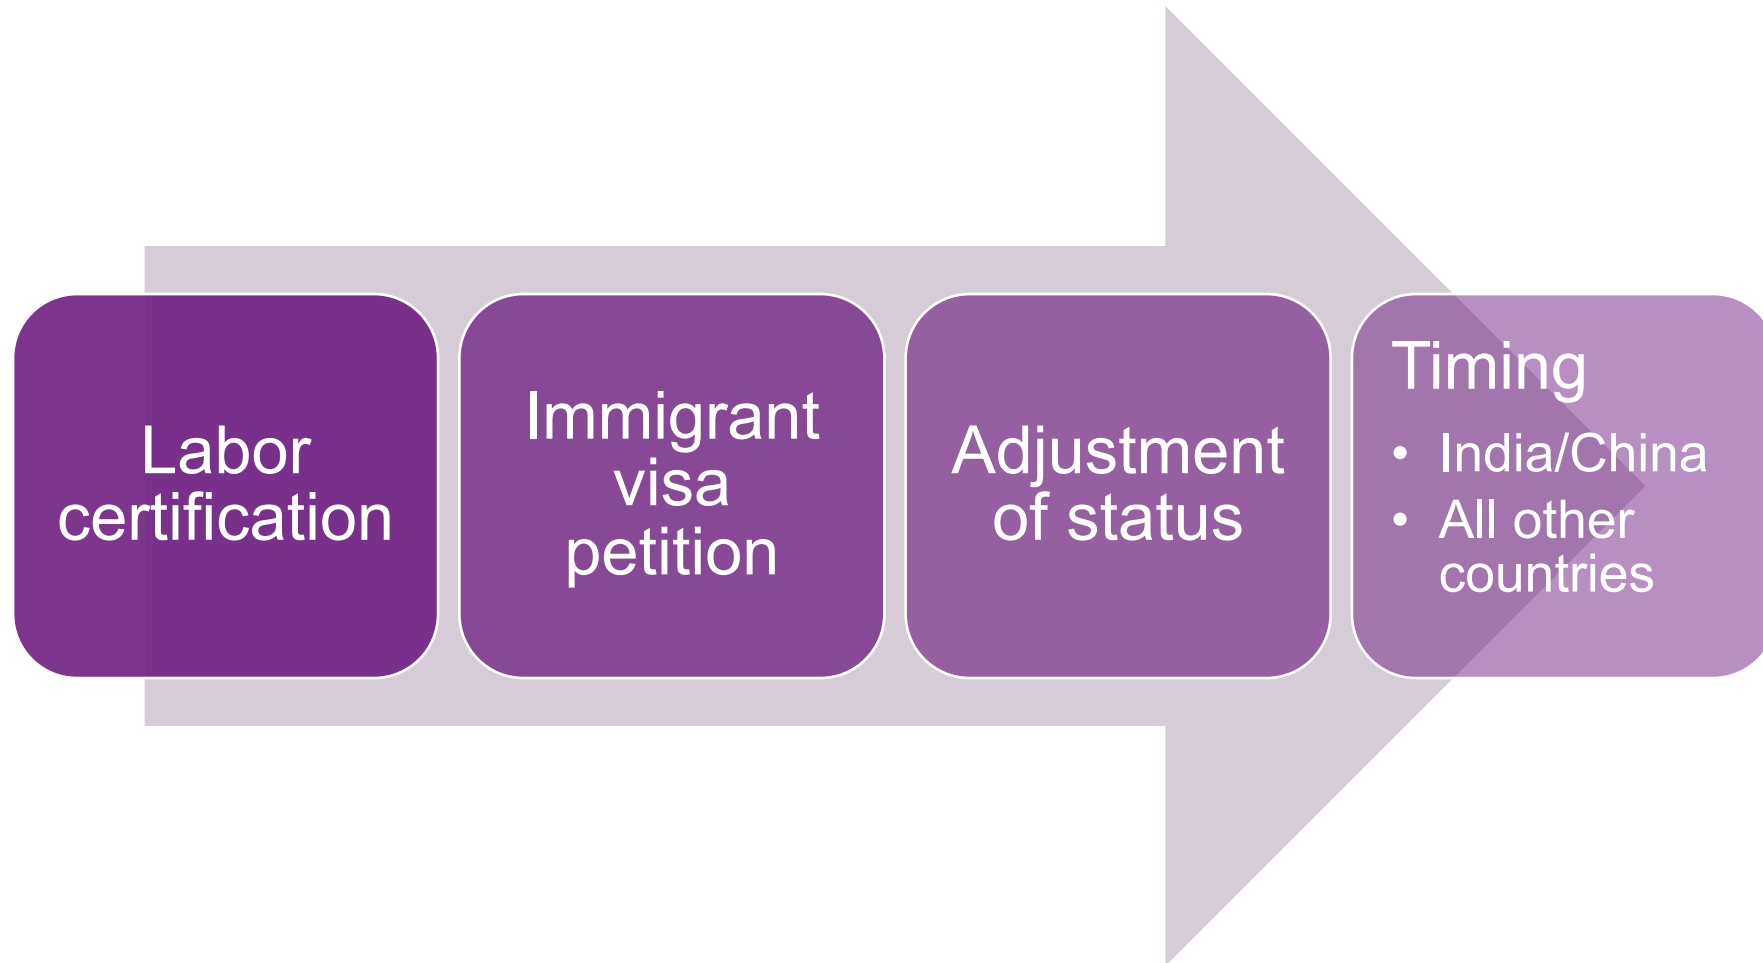 Labor
certification
Immigrant
visa
petition
Adjustment
of status
Timing
• India/China
• All other
countries